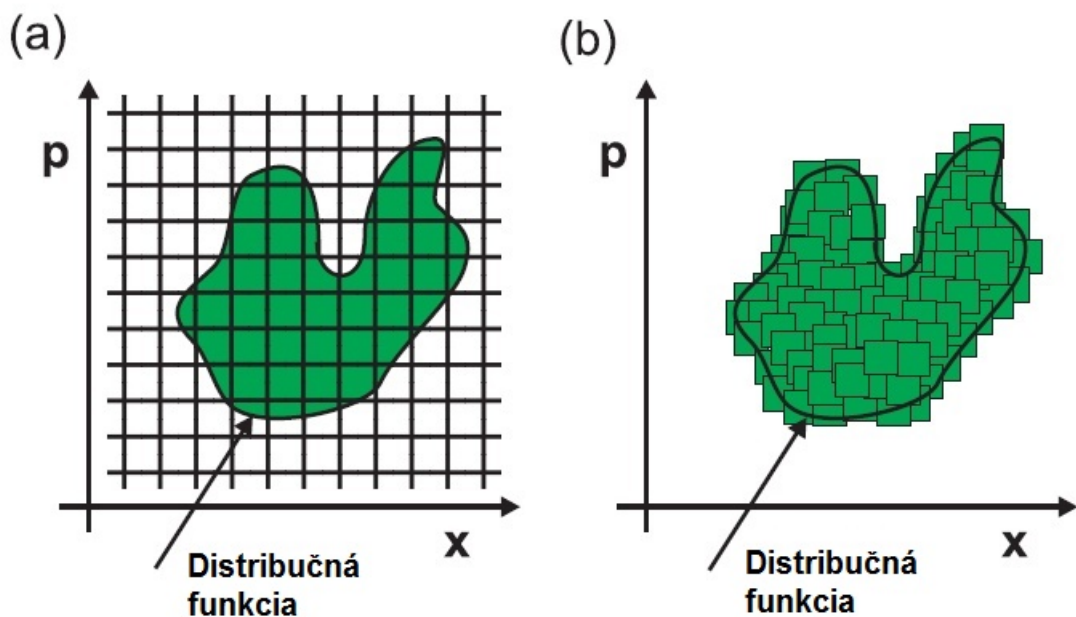 (a)
p
x
Distribučná
funkcia
(b)
p
x
Distribučná
funkcia